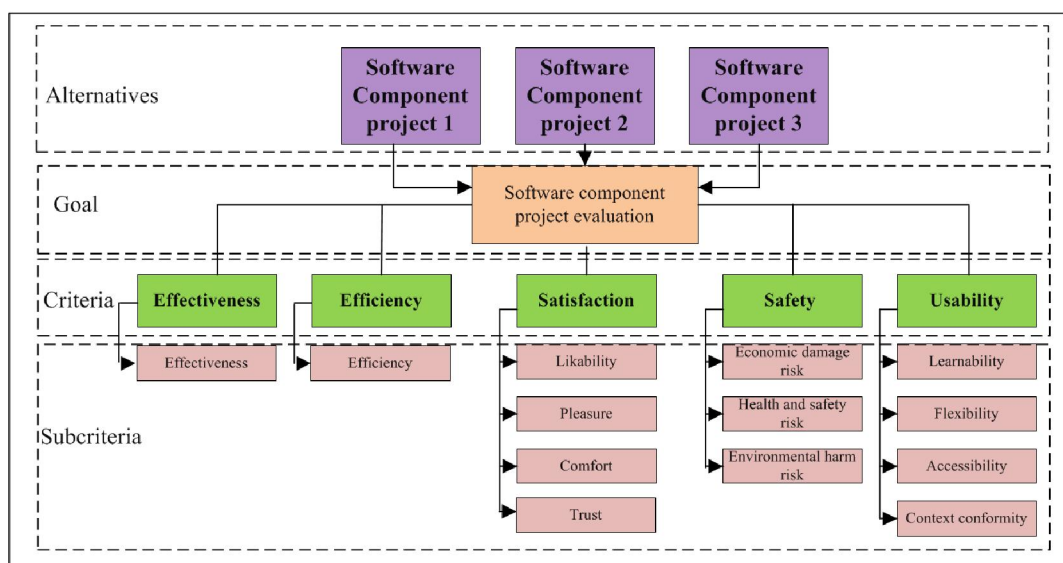 Alternatives
Software
Component
project 1
Software
Component
project 2
Software
Component
project 3
Goal
Software component
project evaluation
Criteria
Effectiveness
Efficiency
Satisfaction
Safety
Usability
Subcriteria
Effectiveness
Efficiency
Likability
Pleasure
Comfort
Trust
Economic damage
risk
Health and safety
risk
Environmental harm
risk
Learnability
Flexibility
Accessibility
Context conformity